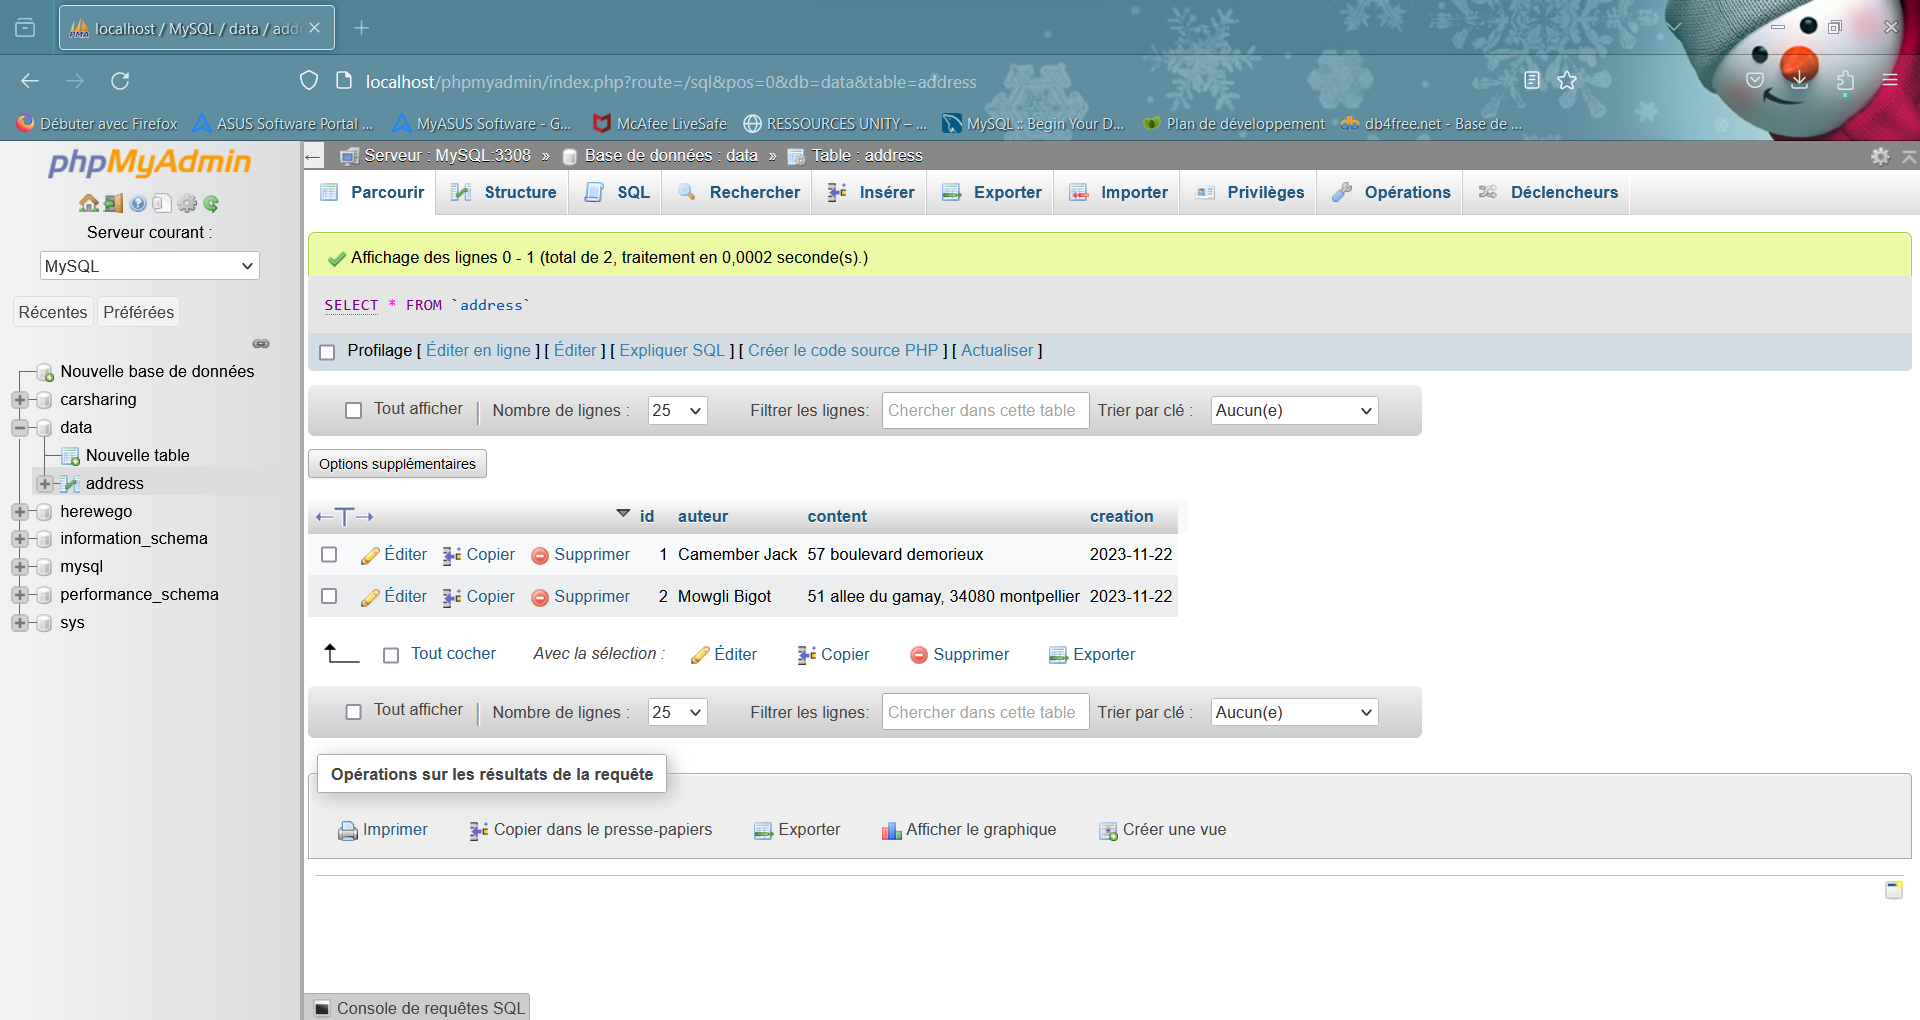 localhost / MySQL / data / addr
localhost/phpmyadmin/index.php?route=/sql&pos=0&db=data&table=address
Débuter avec Firefox
ASUS Software Portal ...
MyASUS Software - G...
McAfee LiveSafe
RESSOURCES UNITY – ...
MySQL :: Begin Your D...
Plan de développement
db4free.net - Base de ...
phpMyAdmin
Serveur courant :
MySQL
Récentes
Préférées
Nouvelle base de données
carsharing
data
Nouvelle table
address
herewego
information_schema
mysql
performance_schema
sys
Serveur : MySQL:3308 » Base de données : data » Table : address
Parcourir
Structure
SQL
Rechercher
Insérer
Exporter
Importer
Privilèges
Opérations
Déclencheurs
Affichage des lignes 0 - 1 (total de 2, traitement en 0,0002 seconde(s).)
SELECT * FROM `address`
Profilage [ Éditer en ligne ] [ Éditer ] [ Expliquer SQL ] [ Créer le code source PHP ] [ Actualiser ]
Tout afficher | Nombre de lignes : 25 Filtrer les lignes: Chercher dans cette table Trier par clé : Aucun(e)
Options supplémentaires
←T→ id auteur content creation
Éditer Copier Supprimer 1 Camember Jack 57 boulevard demorieux 2023-11-22
Éditer Copier Supprimer 2 Mowgli Bigot 51 allee du gamay, 34080 montpellier 2023-11-22
Tout cocher Avec la sélection : Éditer Copier Supprimer Exporter
Tout afficher | Nombre de lignes : 25 Filtrer les lignes: Chercher dans cette table Trier par clé : Aucun(e)
Opérations sur les résultats de la requête
Imprimer Copier dans le presse-papiers Exporter Afficher le graphique Créer une vue
Console de requêtes SQL